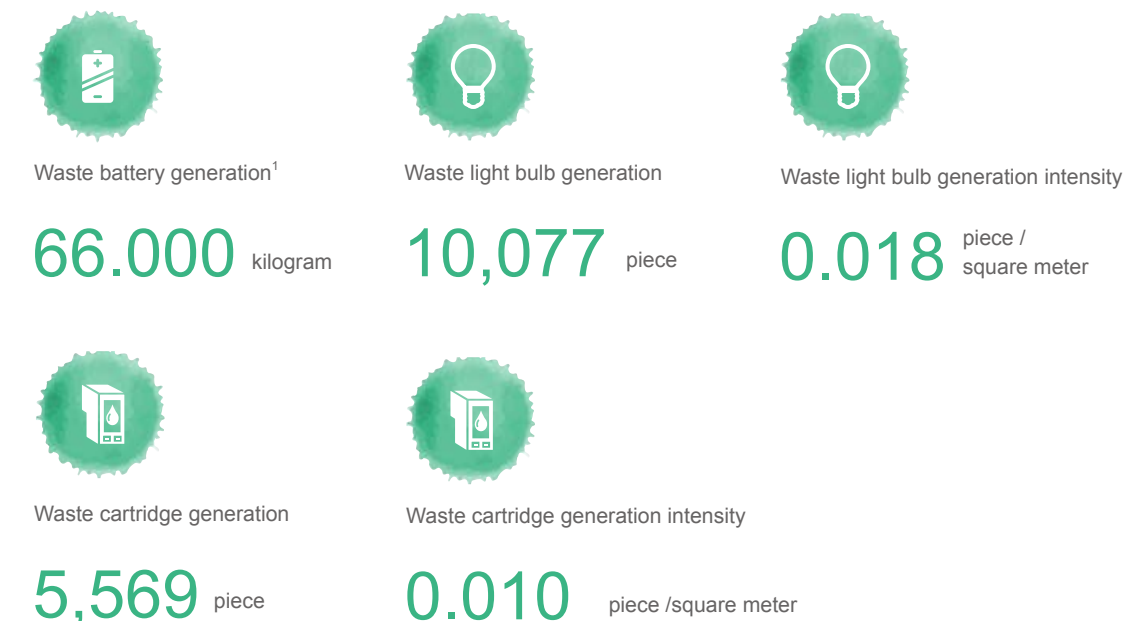 Waste battery generation1
66.000 kilogram
Waste light bulb generation
10,077 piece
Waste light bulb generation intensity
0.018 piece /
square meter
Waste cartridge generation
5,569 piece
Waste cartridge generation intensity
0.010 piece /square meter